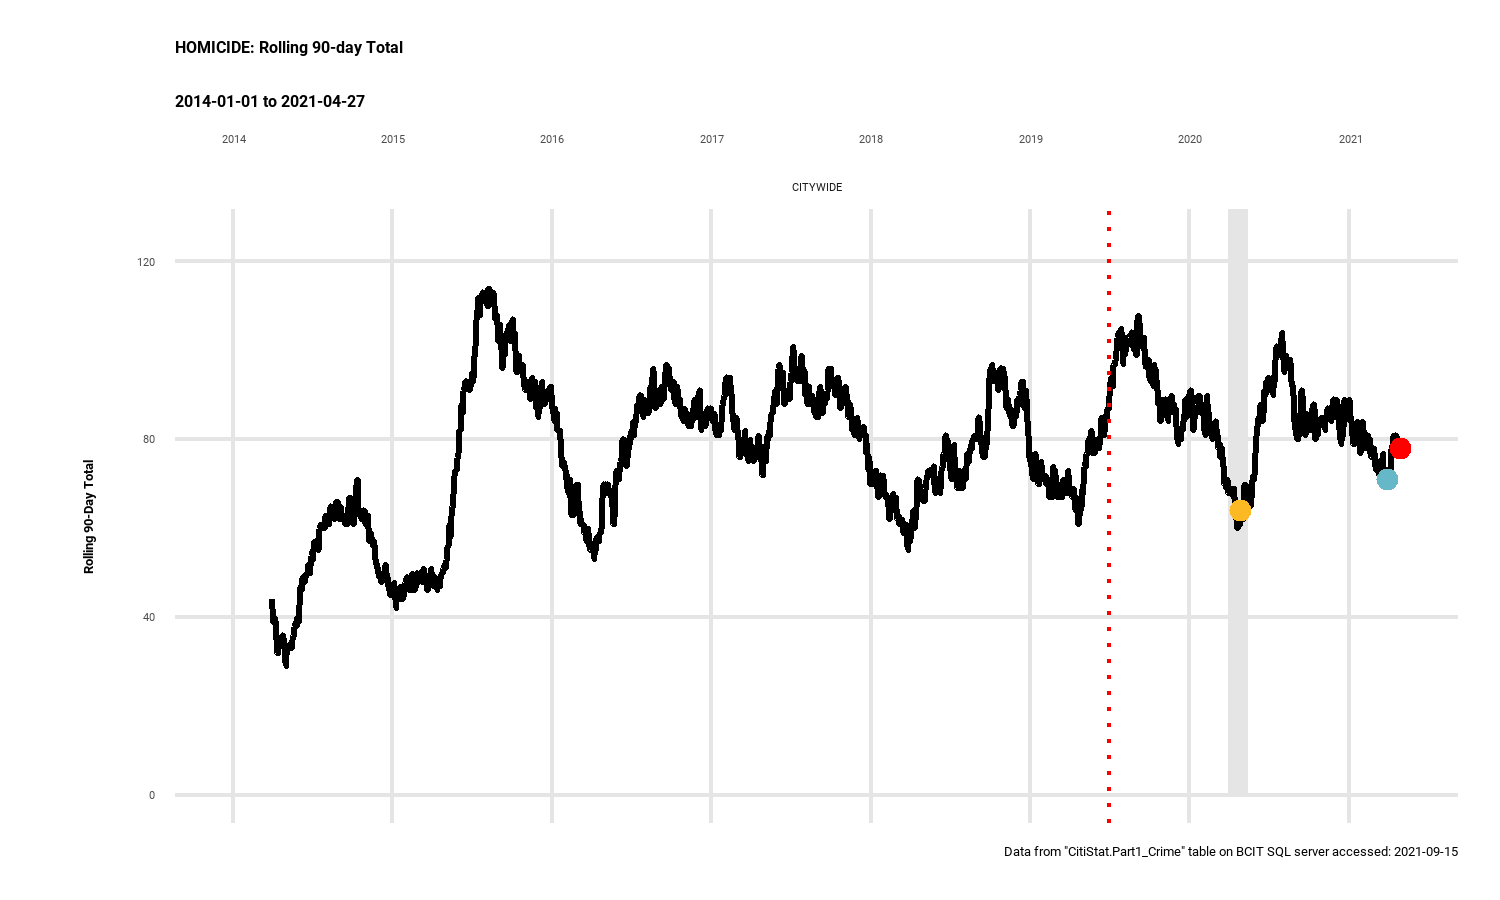 HOMICIDE: Rolling 90-day Total
2014-01-01 to 2021-04-27
2014 2015 2016 2017 2018 2019 2020 2021
CITYWIDE
120
80
40
0
Rolling 90-Day Total
Data from "CitiStat.Part1_Crime" table on BCIT SQL server accessed: 2021-09-15